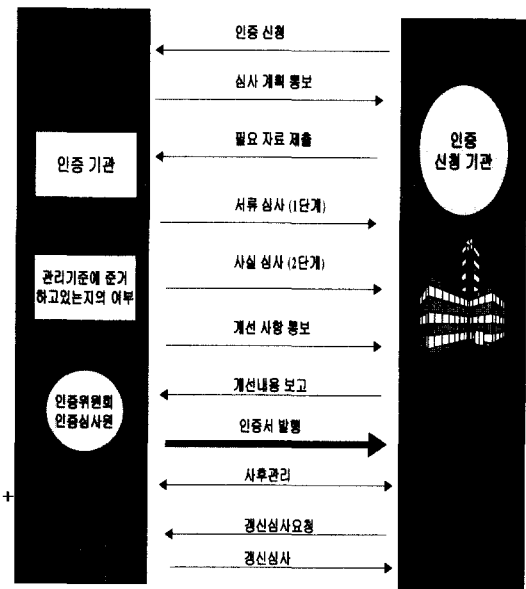 인증 신청
심사 계획 통보
필요 자료 제출
인증 기관
인증
신청 기관
서류 심사 (1단계)
사실 심사 (2단계)
관리기준에 준거
하고있는지의 여부
개선 사항 통보
개선내용 보고
인증위원회
인증심사원
인증서 발행
사후관리
+
갱신심사요청
갱신심사